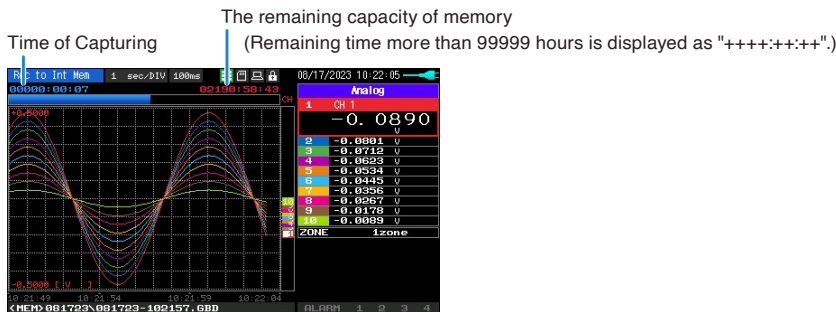 The remaining capacity of memory
Time of Capturing
(Remaining time more than 99999 hours is displayed as "++++:++:++".)
Rec to Int Mem 1 sec/DIV 100ms 08/17/2023 10:22:05
00000:00:07 02190:58:43
CH
Analog
1 CH 1
-0.0890
V
2 -0.0801 V
3 -0.0712 V
4 -0.0623 V
5 -0.0534 V
6 -0.0445 V
7 -0.0356 V
8 -0.0267 V
9 -0.0178 V
10 -0.0089 V
ZONE 1zone
+0.5000
10
1
-0.5000 [ V ]
10:21:49 10:21:54 10:21:59 10:22:04
<MEM>081723\081723-102157.GBD
ALARM 1 2 3 4